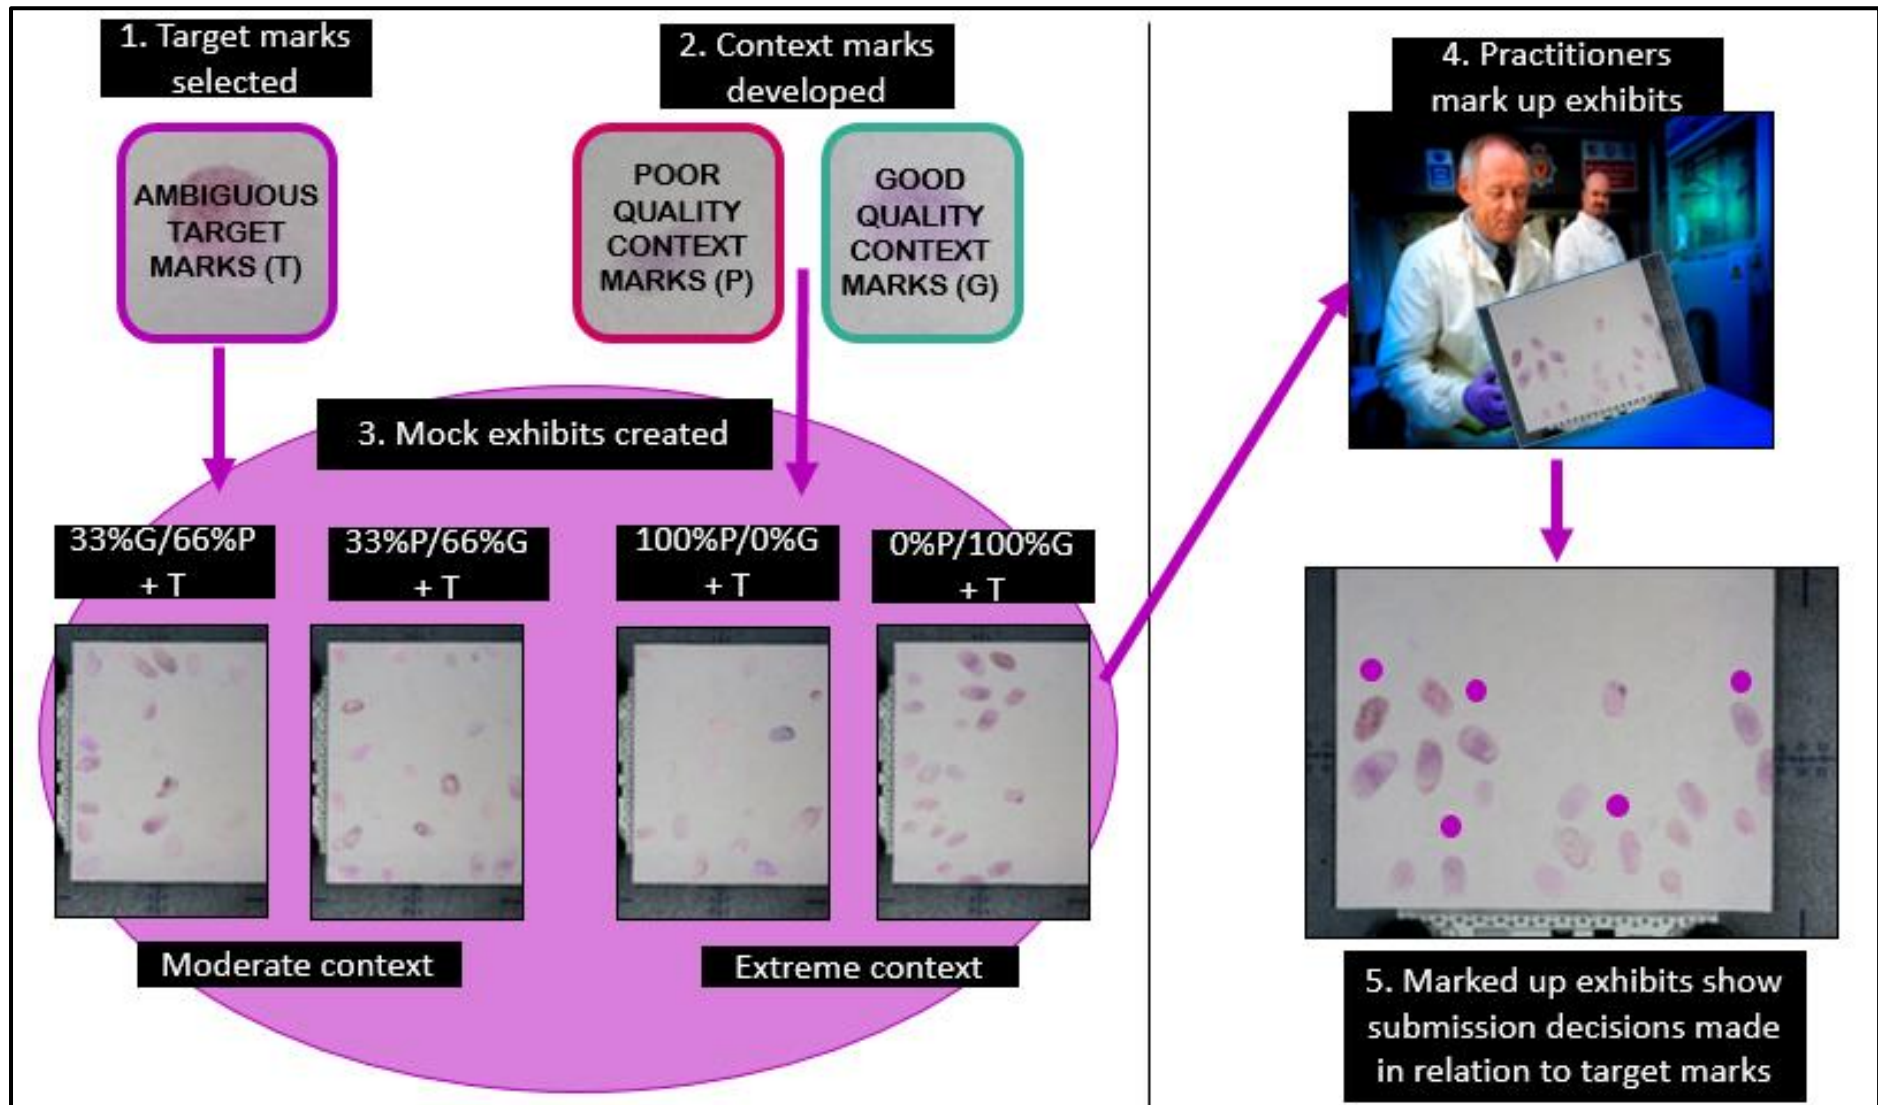 1. Target marks
selected
2. Context marks
developed
AMBIGUOUS
TARGET
MARKS (T)
POOR
QUALITY
CONTEXT
MARKS (P)
GOOD
QUALITY
CONTEXT
MARKS (G)
3. Mock exhibits created
33%G/66%P
+ T
33%P/66%G
+ T
100%P/0%G
+ T
0%P/100%G
+ T
Moderate context
Extreme context
4. Practitioners
mark up exhibits
5. Marked up exhibits show
submission decisions made
in relation to target marks